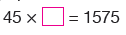 45 × □ = 1575